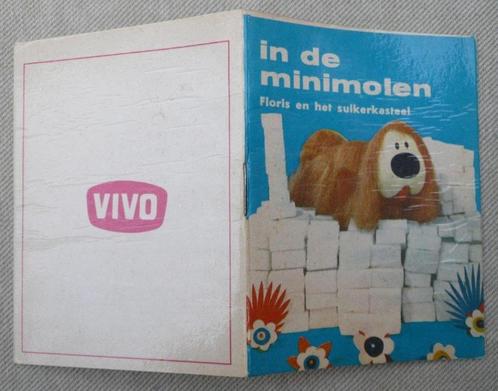 in de
minimolen
Floris en het suikerkasteel
VIVO